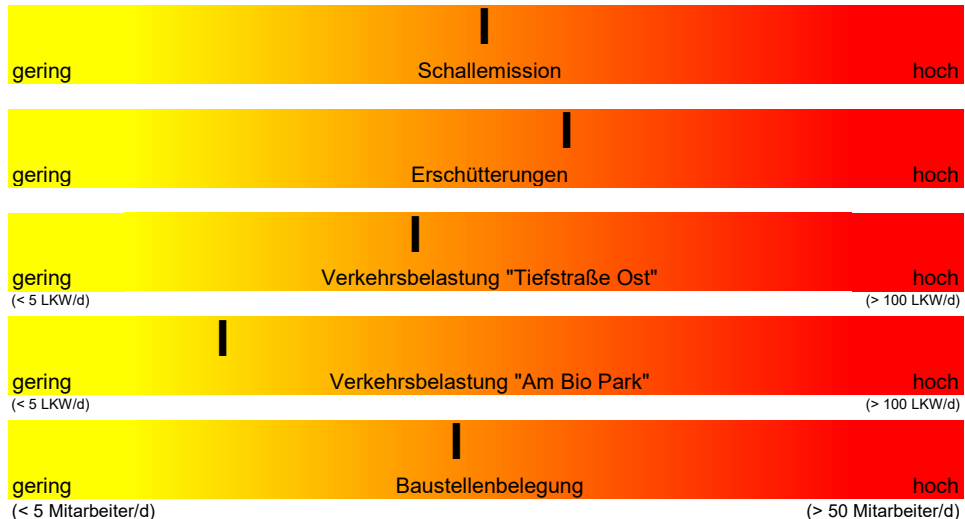 gering Schallemission hoch
gering Erschütterungen hoch
gering Verkehrsbelastung "Tiefstraße Ost" hoch
(< 5 LKW/d) (> 100 LKW/d)
gering Verkehrsbelastung "Am Bio Park" hoch
(< 5 LKW/d) (> 100 LKW/d)
gering Baustellenbelegung hoch
(< 5 Mitarbeiter/d) (> 50 Mitarbeiter/d)